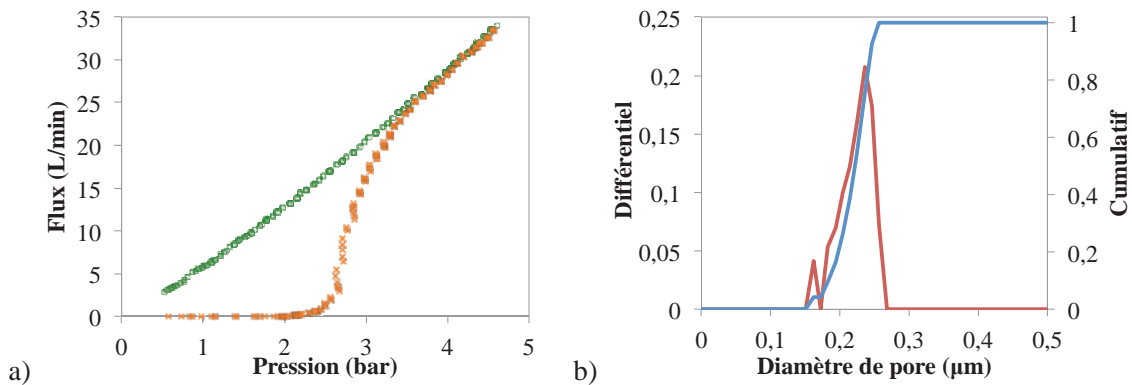 35
30
25
20
15
10
5
0
Flux (L/min)
0 1 2 3 4 5
Pression (bar)
a)
0,25
0,2
0,15
0,1
0,05
0
Différentiel
1
0,8
0,6
0,4
0,2
0
Cumulatif
0 0,1 0,2 0,3 0,4 0,5
Diamètre de pore (µm)
b)